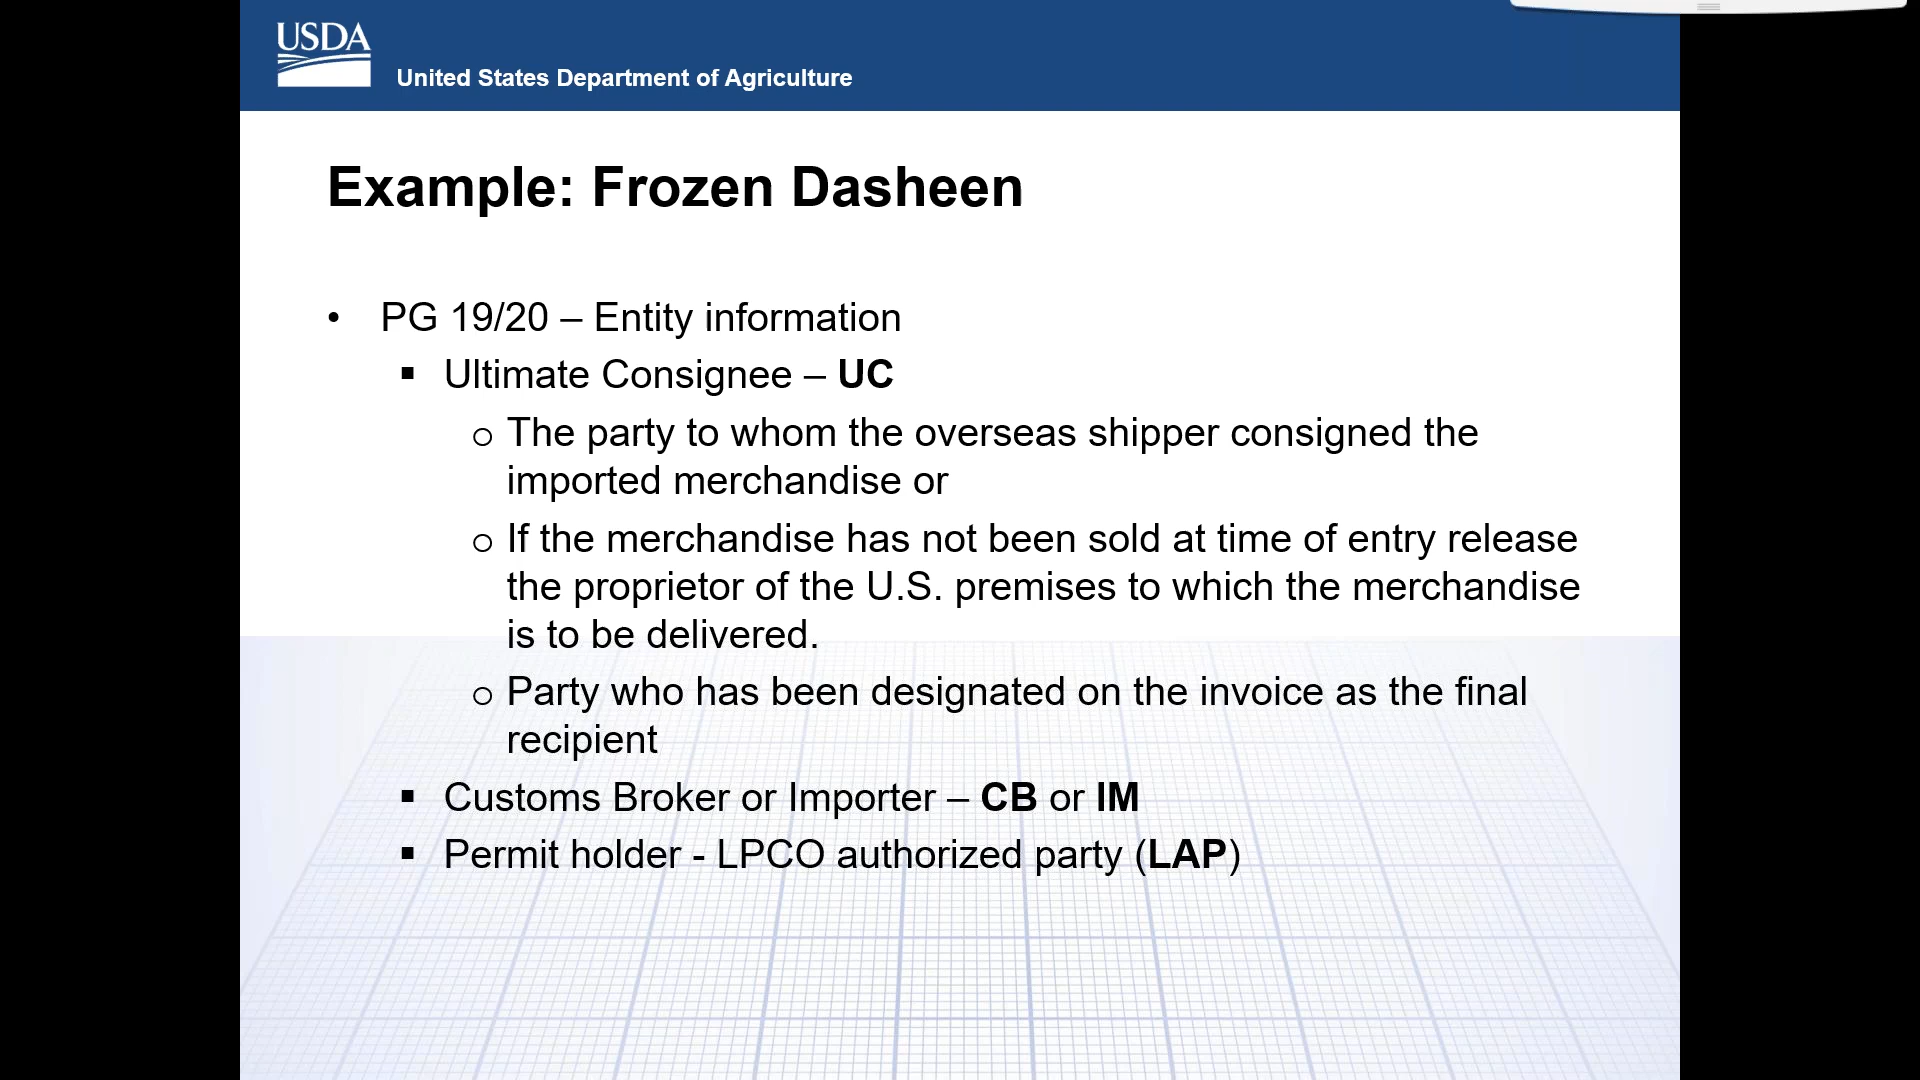 USDA
United States Department of Agriculture
Example: Frozen Dasheen
• PG 19/20 – Entity information
▪ Ultimate Consignee – UC
o The party to whom the overseas shipper consigned the
imported merchandise or
o If the merchandise has not been sold at time of entry release
the proprietor of the U.S. premises to which the merchandise
is to be delivered.
o Party who has been designated on the invoice as the final
recipient
▪ Customs Broker or Importer – CB or IM
▪ Permit holder - LPCO authorized party (LAP)